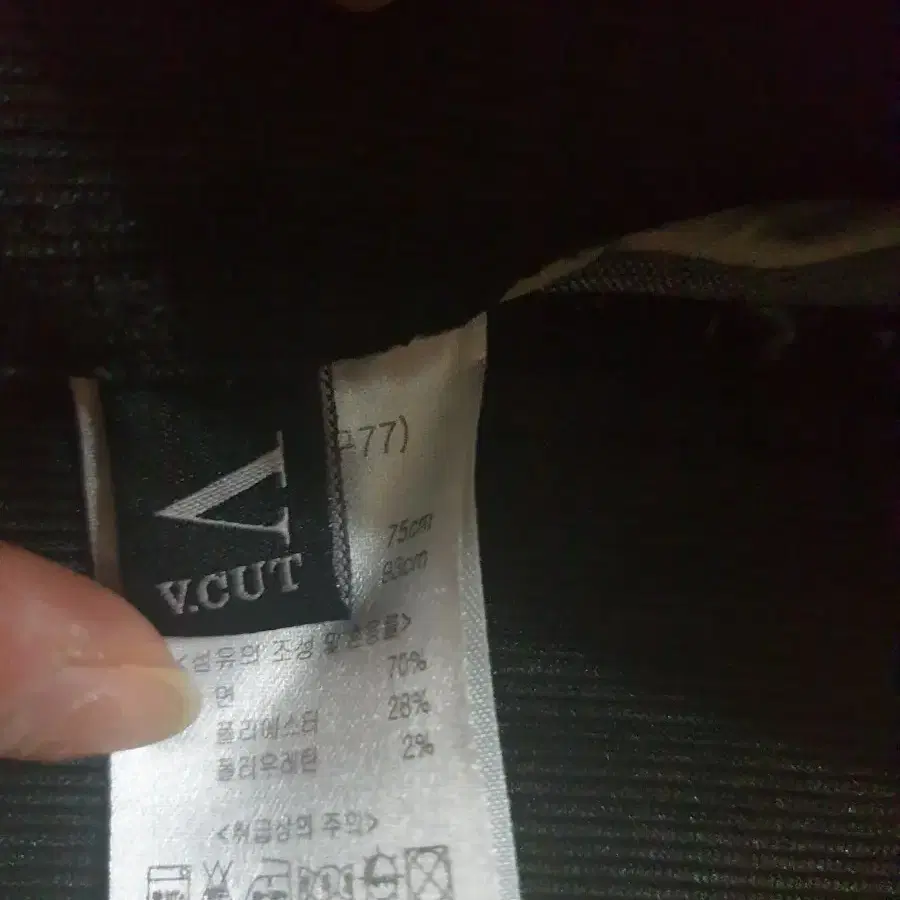 77)
75cm
83cm
V.CUT
<섬유의 조성 및 혼용률>
면 70%
폴리에스터 28%
폴리우레탄 2%
<취급상의 주의>